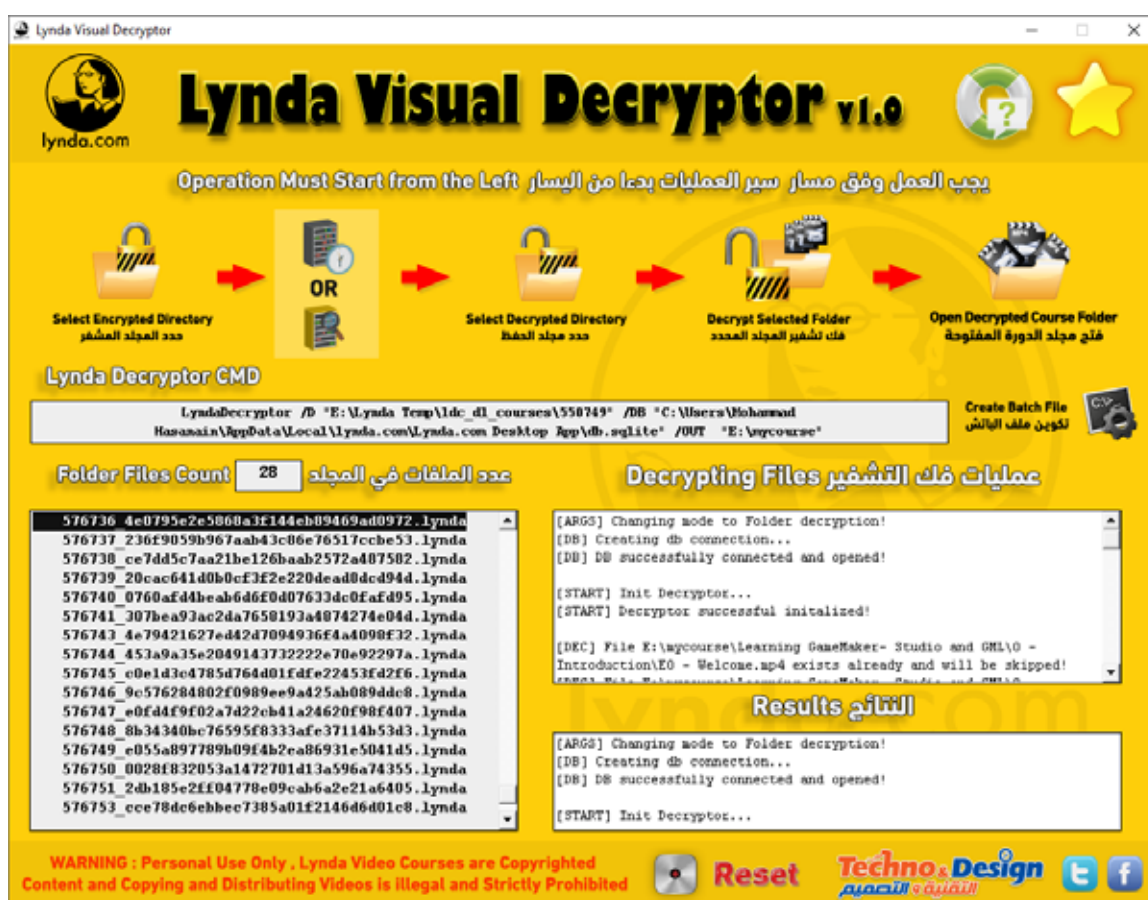 Lynda Visual Decryptor
lynda.com
Lynda Visual Decryptor v1.0
Operation Must Start from the Left يجب العمل وفق مسار سير العمليات بدءا من اليسار
OR
Select Encrypted Directory
حدد المجلد المشفر
Select Decrypted Directory
حدد مجلد الحفظ
Decrypt Selected Folder
فك تشفير المجلد المحدد
Open Decrypted Course Folder
فتح مجلد الدورة المفتوحة
Lynda Decryptor CMD
LyndaDecryptor /D "E:\Lynda Temp\ldc_dl_courses\550749" /DB "C:\Users\Mohammad
Hasanain\AppData\Local\lynda.com\Lynda.com Desktop App\db.sqlite" /OUT "E:\mycourse"
Create Batch File
تكوين ملف الباتش
C:\>
Folder Files Count 28 عدد الملفات في المجلد
576736_4e0795e2e5868a3f144eb89469ad0972.lynda
576737_236f9059b967aab43c86e76517ccbe53.lynda
576738_ce7dd5c7aa21be126baab2572a487582.lynda
576739_20cac641d0b0cf3f2e220dead8dcd94d.lynda
576740_0760afd4beab6d6f0d07633dc0fafd95.lynda
576741_307bea93ac2da7658193a4874274e04d.lynda
576743_4e79421627ed42d7094936f4a4098f32.lynda
576744_453a9a35e2049143732222e70e92297a.lynda
576745_c0e1d3c4785d764d01fdfe22453fd2f6.lynda
576746_9c576284802f0989ee9a425ab089ddc8.lynda
576747_e0fd4f9f02a7d22cb41a24620f98f407.lynda
576748_8b34340bc76595f8333afe37114b53d3.lynda
576749_e055a897789b09f4b2ea86931e5041d5.lynda
576750_0028f832053a1472701d13a596a74355.lynda
576751_2db185e2ff04778e09cab6a2e21a6405.lynda
576753_cce78dc6ebbec7385a01f2146d6d01c8.lynda
Decrypting Files عمليات فك التشفير
[ARGS] Changing mode to Folder decryption!
[DB] Creating db connection...
[DB] DB successfully connected and opened!
[START] Init Decryptor...
[START] Decryptor successful initalized!
[DEC] File E:\mycourse\Learning GameMaker- Studio and GML\0 -
Introduction\E0 - Welcome.mp4 exists already and will be skipped!
Results النتائج
[ARGS] Changing mode to Folder decryption!
[DB] Creating db connection...
[DB] DB successfully connected and opened!
[START] Init Decryptor...
WARNING : Personal Use Only , Lynda Video Courses are Copyrighted
Content and Copying and Distributing Videos is illegal and Strictly Prohibited
Reset
Techno & Design
التقنية & التصميم